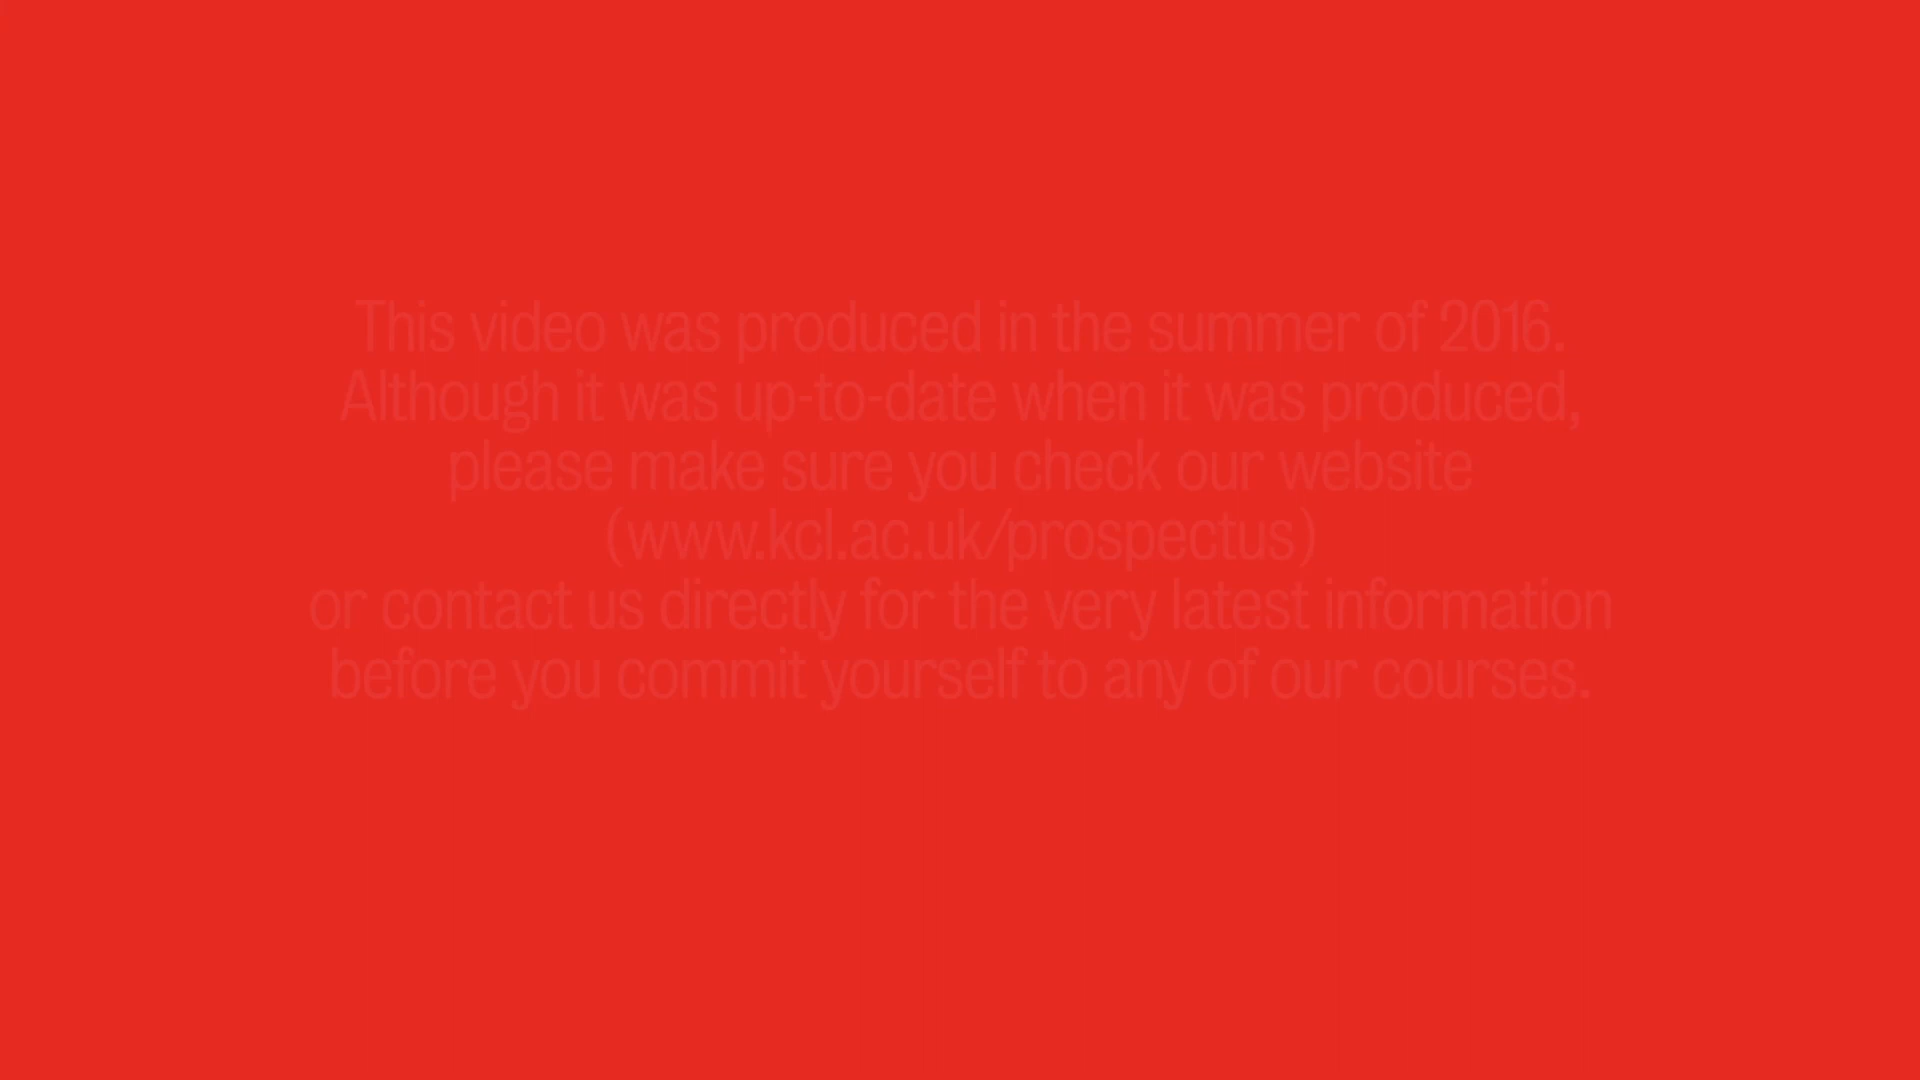 This video was produced in the summer of 2016.
Although it was up-to-date when it was produced,
please make sure you check our website
(www.kcl.ac.uk/prospectus)
or contact us directly for the very latest information
before you commit yourself to any of our courses.